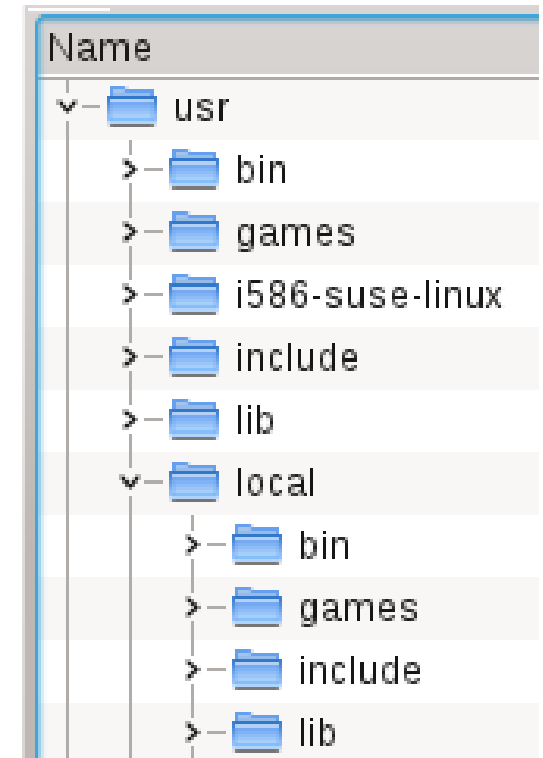 Name
usr
bin
games
i586-suse-linux
include
lib
local
bin
games
include
lib